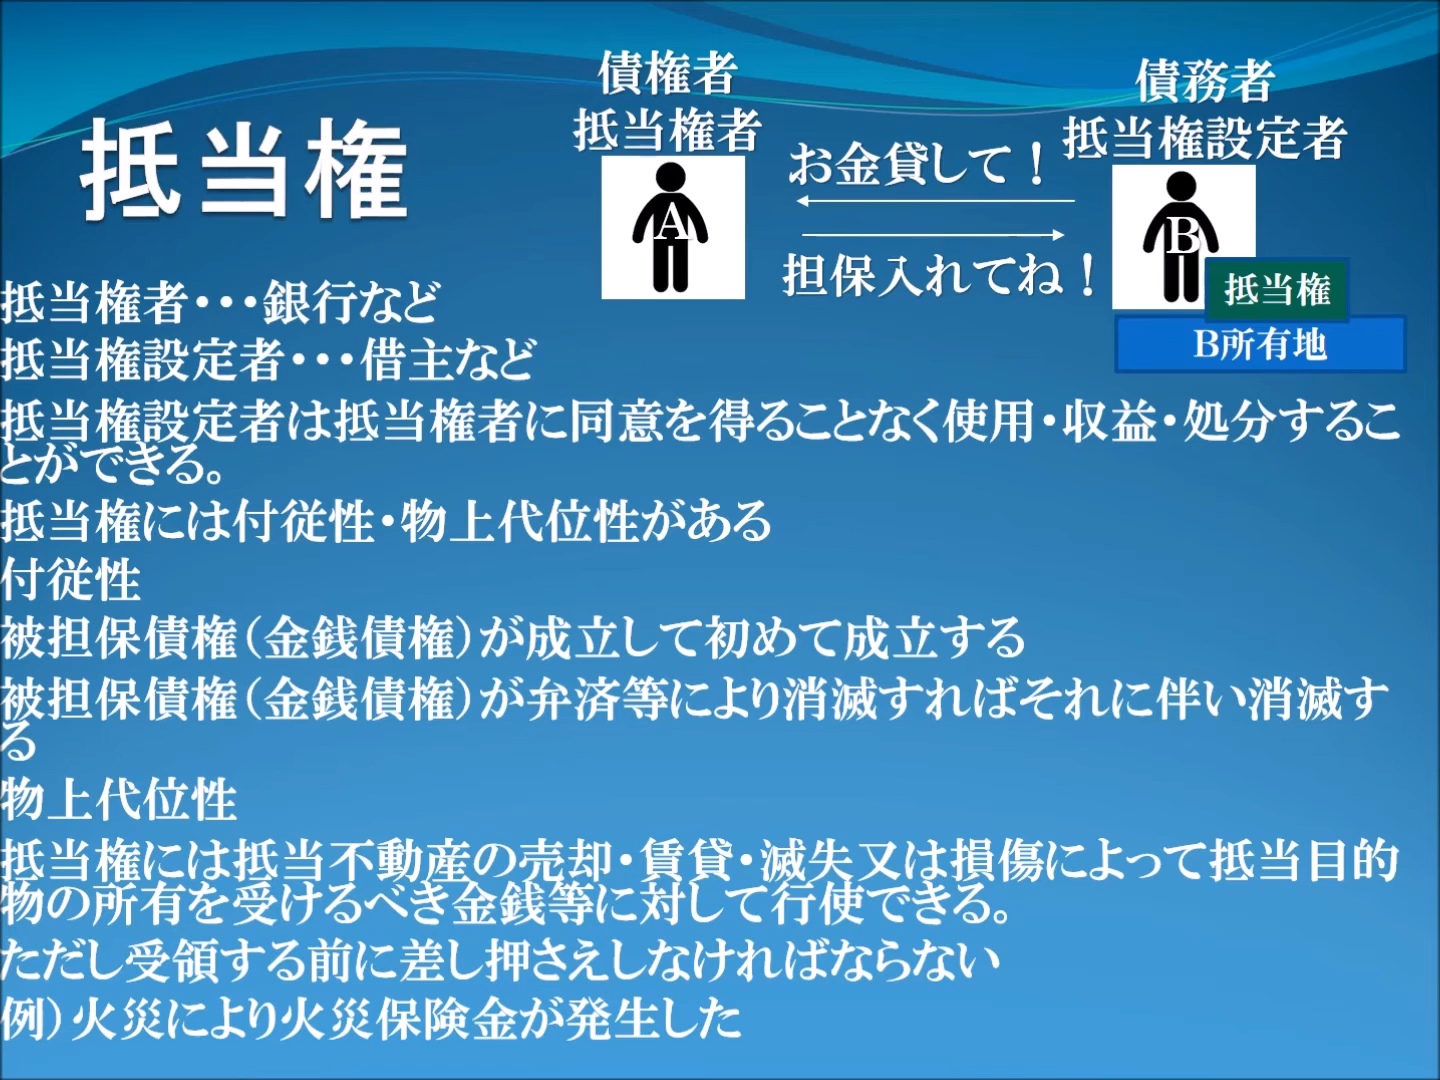 抵当権
債権者
抵当権者
A
お金貸して！
担保入れてね！
債務者
抵当権設定者
B
抵当権
B所有地
抵当権者・・・銀行など
抵当権設定者・・・借主など
抵当権設定者は抵当権者に同意を得ることなく使用・収益・処分するこ
とができる。
抵当権には付従性・物上代位性がある
付従性
被担保債権（金銭債権）が成立して初めて成立する
被担保債権（金銭債権）が弁済等により消滅すればそれに伴い消滅す
る
物上代位性
抵当権には抵当不動産の売却・賃貸・滅失又は損傷によって抵当目的
物の所有を受けるべき金銭等に対して行使できる。
ただし受領する前に差し押さえしなければならない
例）火災により火災保険金が発生した